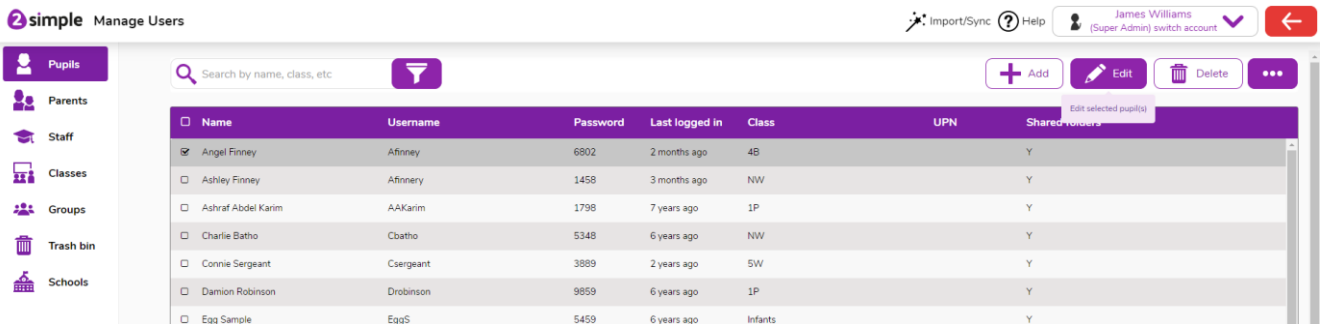 2simple Manage Users
Import/Sync ? Help
James Williams
(Super Admin) switch account
Pupils
Parents
Staff
Classes
Groups
Trash bin
Schools
Search by name, class, etc
Add Edit Delete
Edit selected pupil(s)
Name Username Password Last logged in Class UPN Shared folders
Angel Finney Afinney 6802 2 months ago 4B Y
Ashley Finney Afinnery 1458 3 months ago NW Y
Ashraf Abdel Karim AAKarim 1798 7 years ago 1P Y
Charlie Batho Cbatho 5348 6 years ago NW Y
Connie Sergeant Csergeant 3889 2 years ago 5W Y
Damion Robinson Drobinson 9859 6 years ago 1P Y
Egg Sample EggS 5459 6 years ago Infants Y